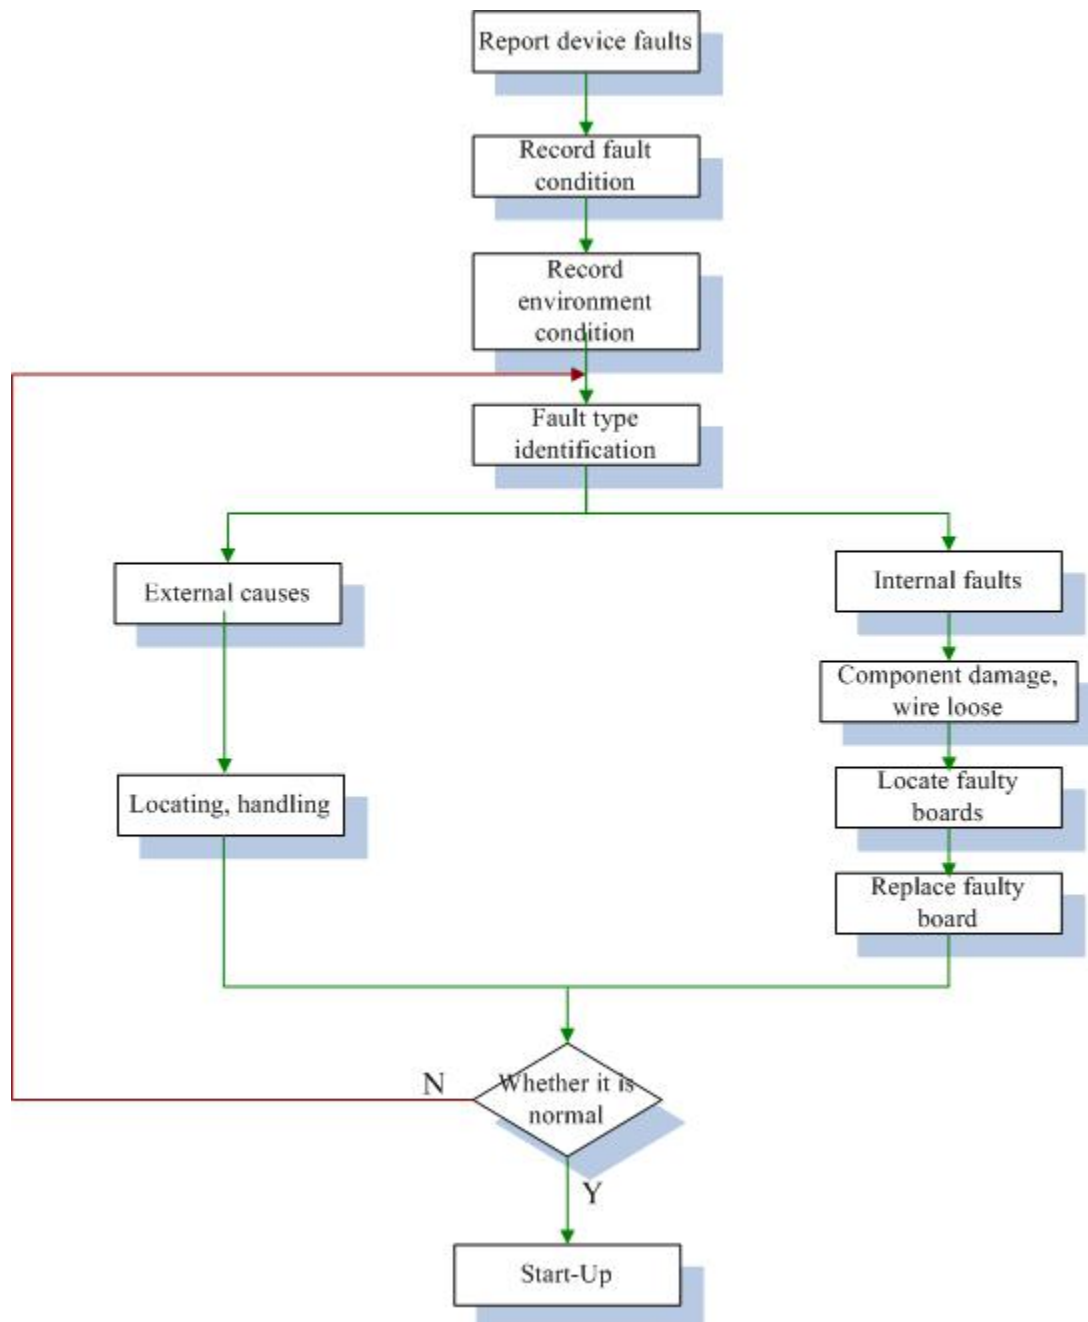 Report device faults
Record fault
condition
Record
environment
condition
Fault type
identification
External causes
Internal faults
Component damage,
wire loose
Locating, handling
Locate faulty
boards
Replace faulty
board
N
Whether it is
normal
Y
Start-Up